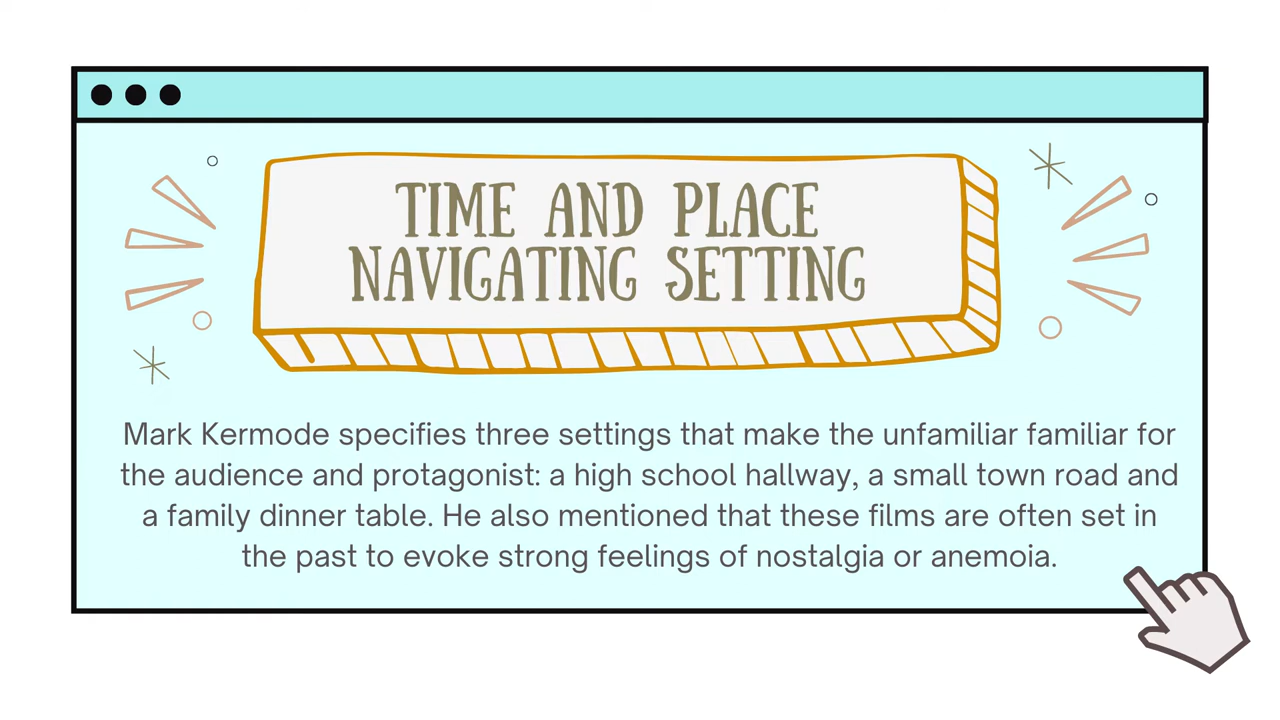 TIME AND PLACE
NAVIGATING SETTING
Mark Kermode specifies three settings that make the unfamiliar familiar for
the audience and protagonist: a high school hallway, a small town road and
a family dinner table. He also mentioned that these films are often set in
the past to evoke strong feelings of nostalgia or anemoia.